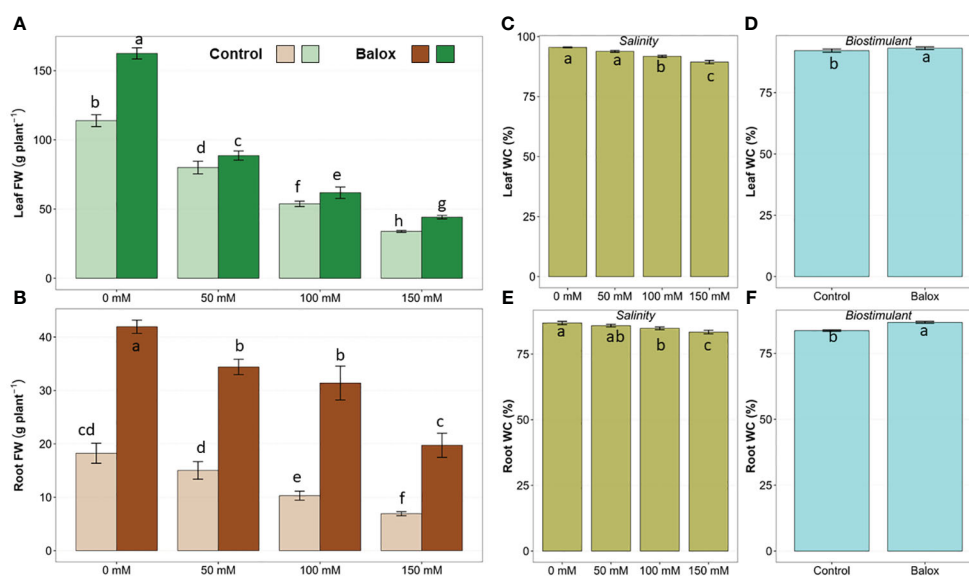 A
Leaf FW (g plant⁻¹)
150
100
50
0
Control Balox
a
b
d
c
f
e
h
g
0 mM 50 mM 100 mM 150 mM
B
Root FW (g plant⁻¹)
40
30
20
10
0
cd
a
d
b
e
b
f
c
0 mM 50 mM 100 mM 150 mM
C
Leaf WC (%)
100
75
50
25
0
Salinity
a a b c
0 mM 50 mM 100 mM 150 mM
D
Leaf WC (%)
75
50
25
0
Biostimulant
b a
Control Balox
E
Root WC (%)
75
50
25
0
Salinity
a ab b c
0 mM 50 mM 100 mM 150 mM
F
Root WC (%)
75
50
25
0
Biostimulant
b a
Control Balox